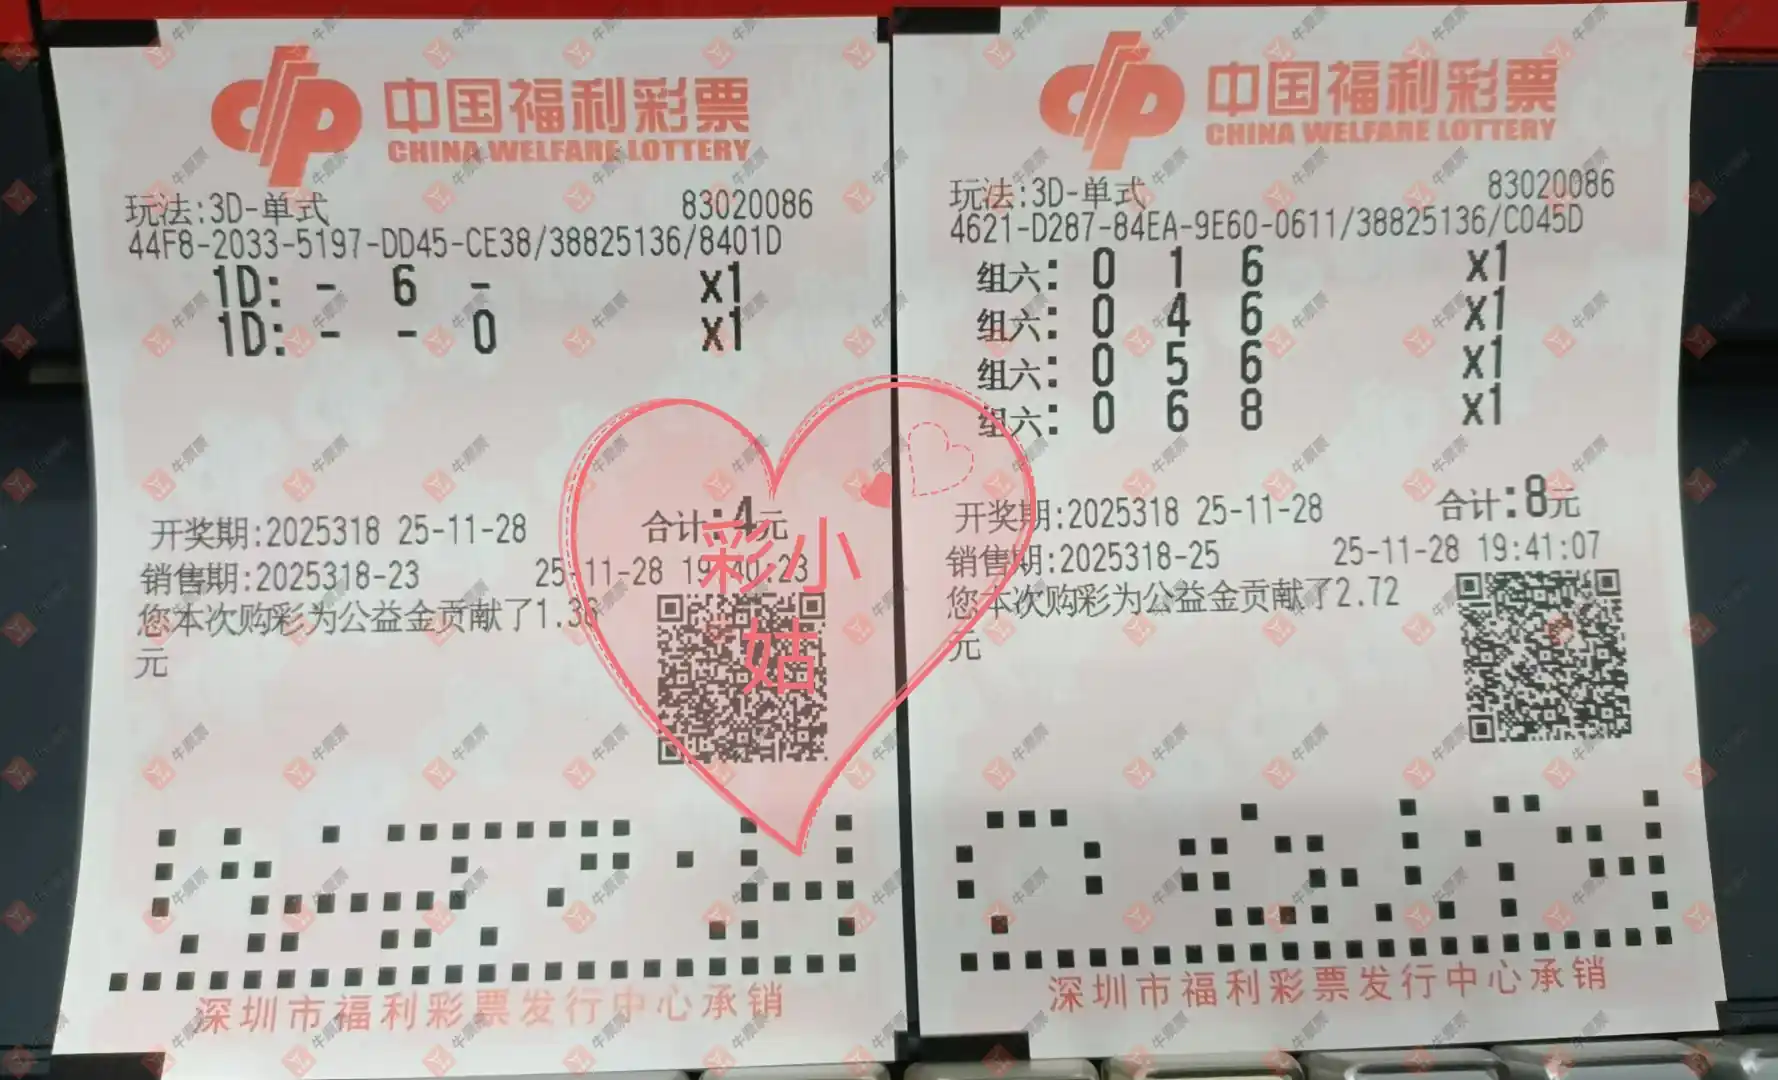 中国福利彩票
CHINA WELFARE LOTTERY
玩法:3D-单式 83020086
44F8-2033-5197-DD45-CE38/38825136/8401D
1D: - 6 - x1
1D: - - 0 x1
开奖期:2025318 25-11-28 合计:4元
销售期:2025318-23 25-11-28 19:40:23
您本次购彩为公益金贡献了1.36
元
深圳市福利彩票发行中心承销
中国福利彩票
CHINA WELFARE LOTTERY
玩法:3D-单式 83020086
4621-D287-84EA-9E60-0611/38825136/C045D
组六: 0 1 6 x1
组六: 0 4 6 x1
组六: 0 5 6 x1
组六: 0 6 8 x1
开奖期:2025318 25-11-28 合计:8元
销售期:2025318-25 25-11-28 19:41:07
您本次购彩为公益金贡献了2.72
元
深圳市福利彩票发行中心承销
彩小
姑
牛票票